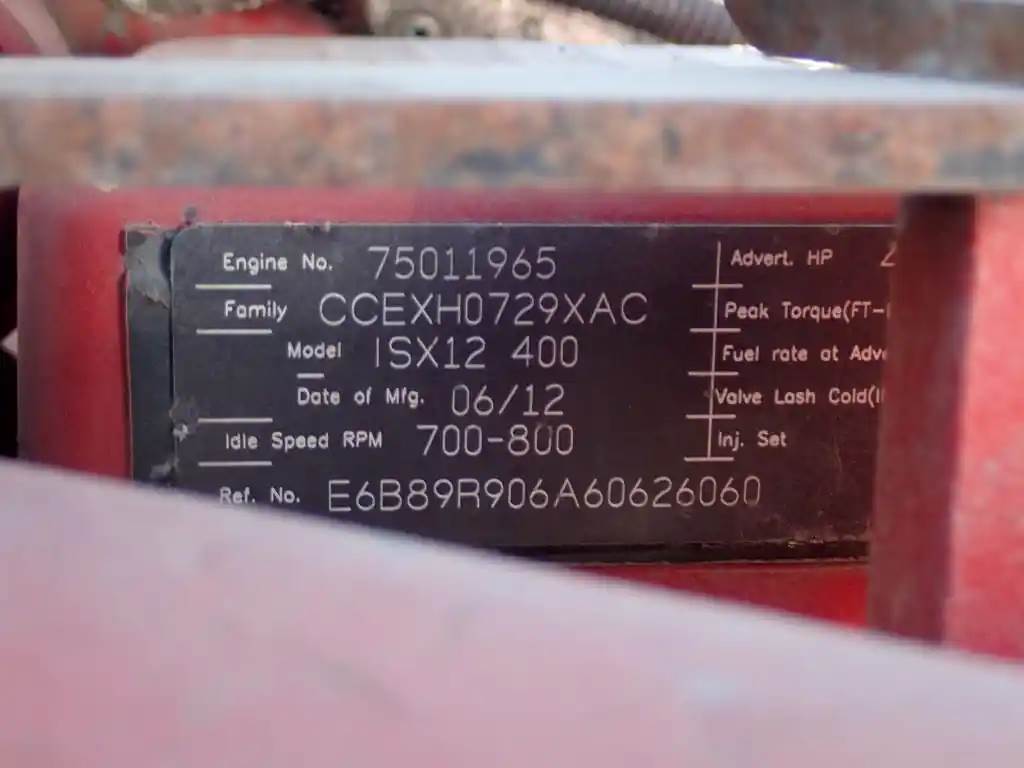 Engine No. 75011965 Advert. HP
Family CCEXH0729XAC Peak Torque(FT-
Model ISX12 400 Fuel rate at Adv
Date of Mfg. 06/12 Valve Lash Cold(I
Idle Speed RPM 700-800 Inj. Set
Ref. No. E6B89R906A60626060